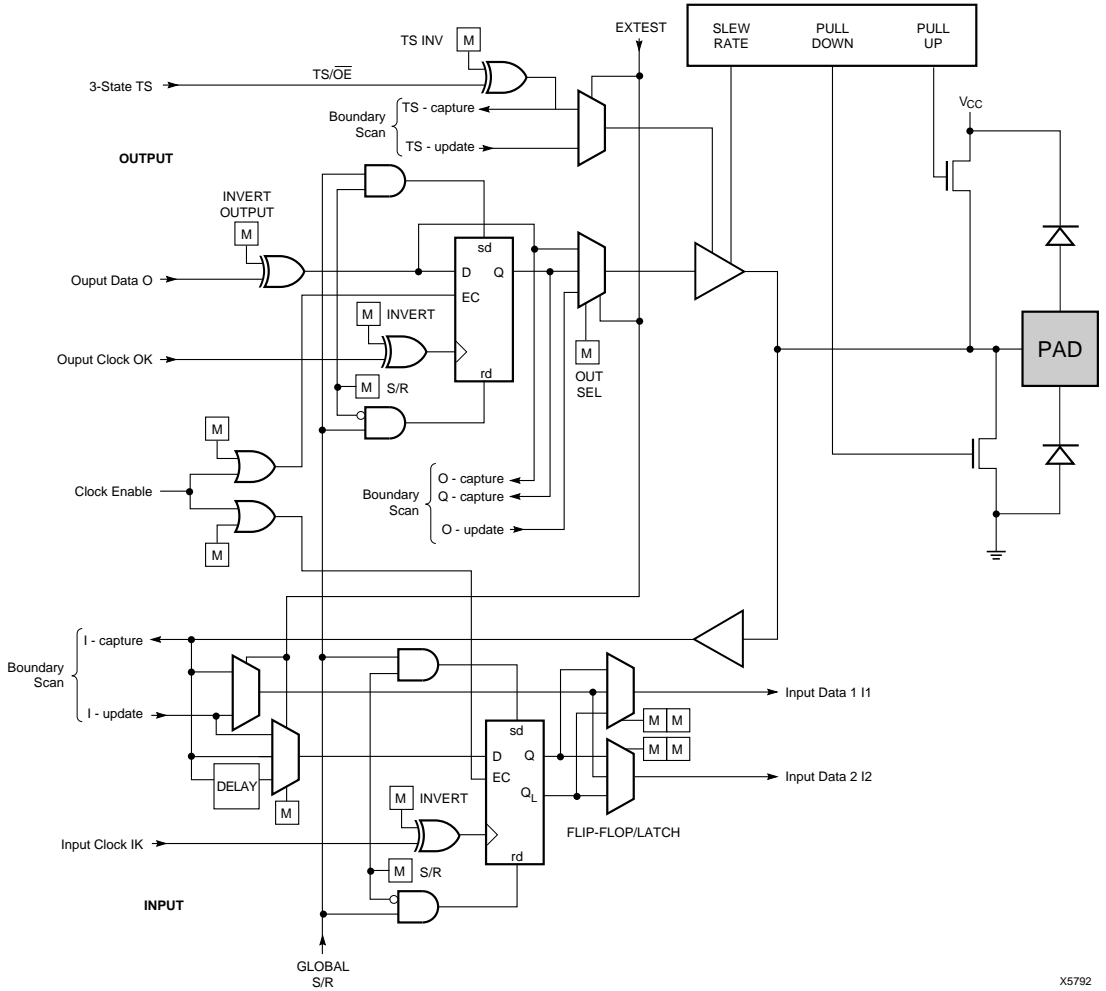 EXTEST
SLEW
RATE
PULL
DOWN
PULL
UP
TS INV
M
TS/OE
3-State TS
VCC
Boundary
Scan
TS - capture
TS - update
OUTPUT
INVERT
OUTPUT
M
sd
D
Q
EC
rd
Ouput Data O
M
INVERT
Ouput Clock OK
M
S/R
M
OUT
SEL
PAD
M
Clock Enable
M
Boundary
Scan
O - capture
Q - capture
O - update
Boundary
Scan
I - capture
I - update
Input Data 1 I1
M M
M M
Input Data 2 I2
sd
D
Q
EC
QL
rd
DELAY
M
M
INVERT
FLIP-FLOP/LATCH
Input Clock IK
M
S/R
INPUT
GLOBAL
S/R
X5792